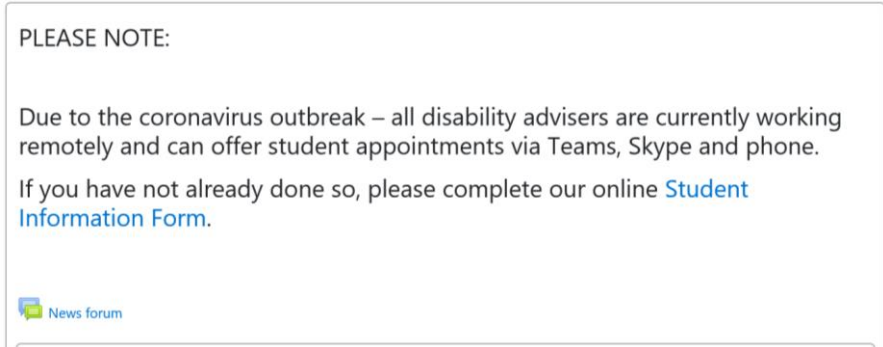 PLEASE NOTE:
Due to the coronavirus outbreak – all disability advisers are currently working
remotely and can offer student appointments via Teams, Skype and phone.
If you have not already done so, please complete our online Student
Information Form.
News forum